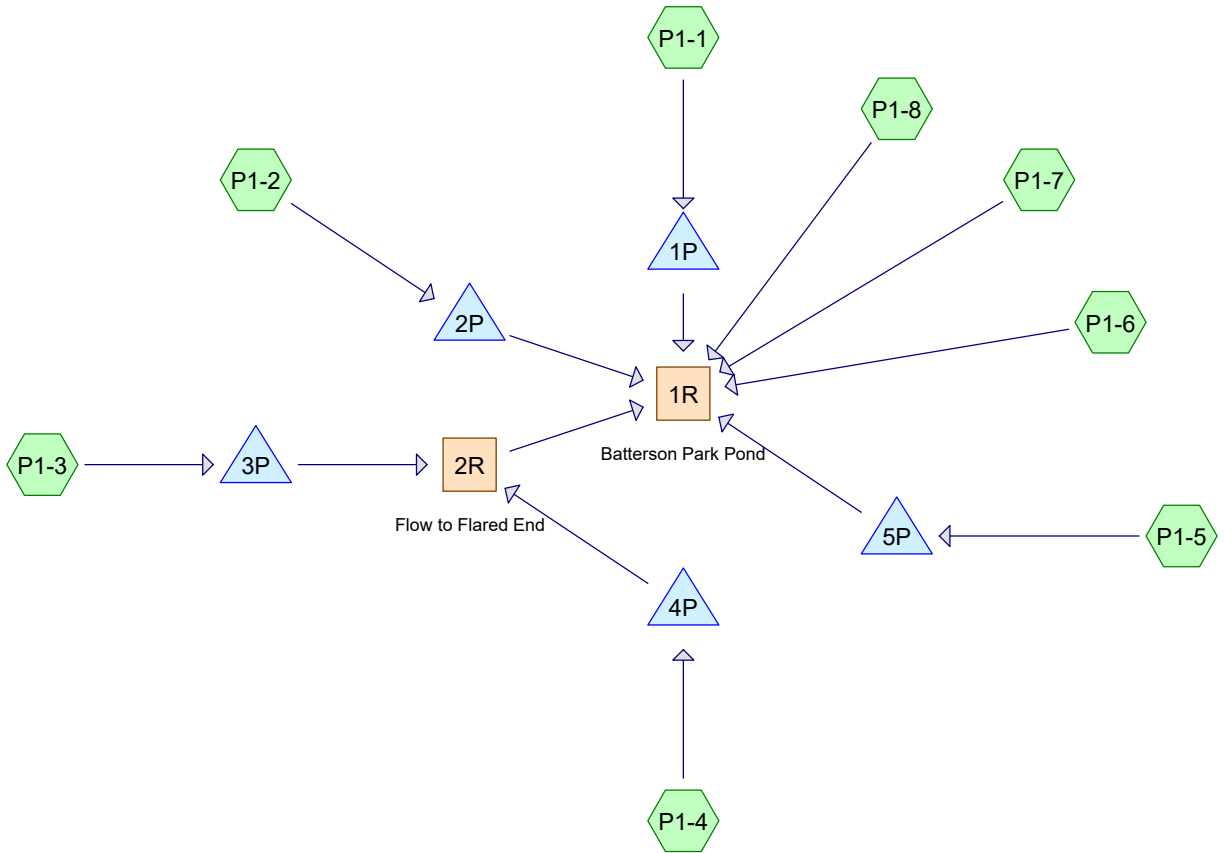 P1-1
P1-8
P1-2
P1-7
1P
2P
P1-6
1R
Batterson Park Pond
P1-3
3P
2R
Flow to Flared End
5P
P1-5
4P
P1-4